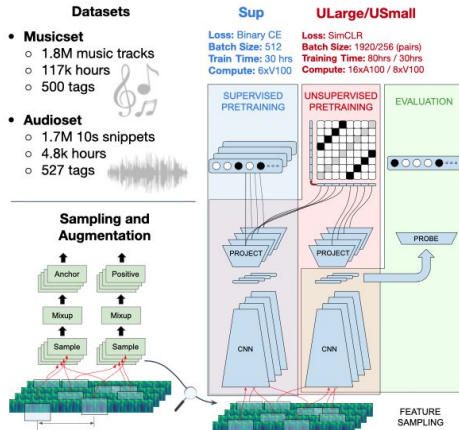 Datasets
• Musicset
○ 1.8M music tracks
○ 117k hours
○ 500 tags
• Audioset
○ 1.7M 10s snippets
○ 4.8k hours
○ 527 tags
Sampling and
Augmentation
Anchor
Positive
Mixup
Mixup
Sample
Sample
Sup
Loss: Binary CE
Batch Size: 512
Train Time: 30 hrs
Compute: 6xV100
ULarge/USmall
Loss: SimCLR
Batch Size: 1920/256 (pairs)
Training Time: 80hrs / 30hrs
Compute: 16xA100 / 8xV100
SUPERVISED
PRETRAINING
UNSUPERVISED
PRETRAINING
EVALUATION
PROJECT
PROJECT
PROBE
CNN
CNN
FEATURE
SAMPLING